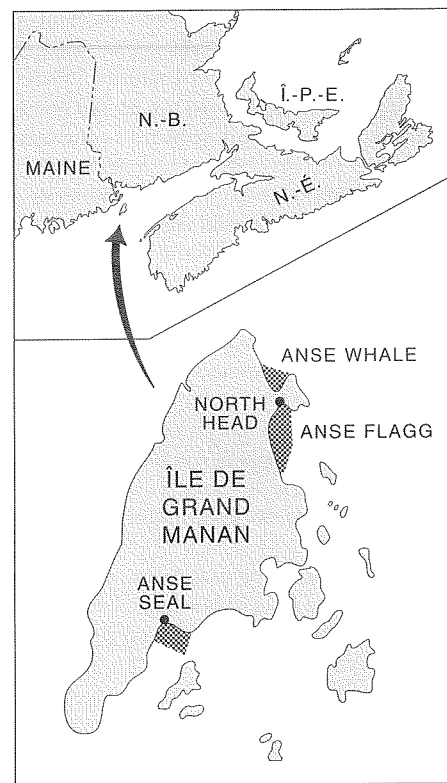 Î.-P.-E.
N.-B.
MAINE
N.-É.
ANSE WHALE
NORTH
HEAD
ANSE FLAGG
ÎLE DE
GRAND
MANAN
ANSE
SEAL